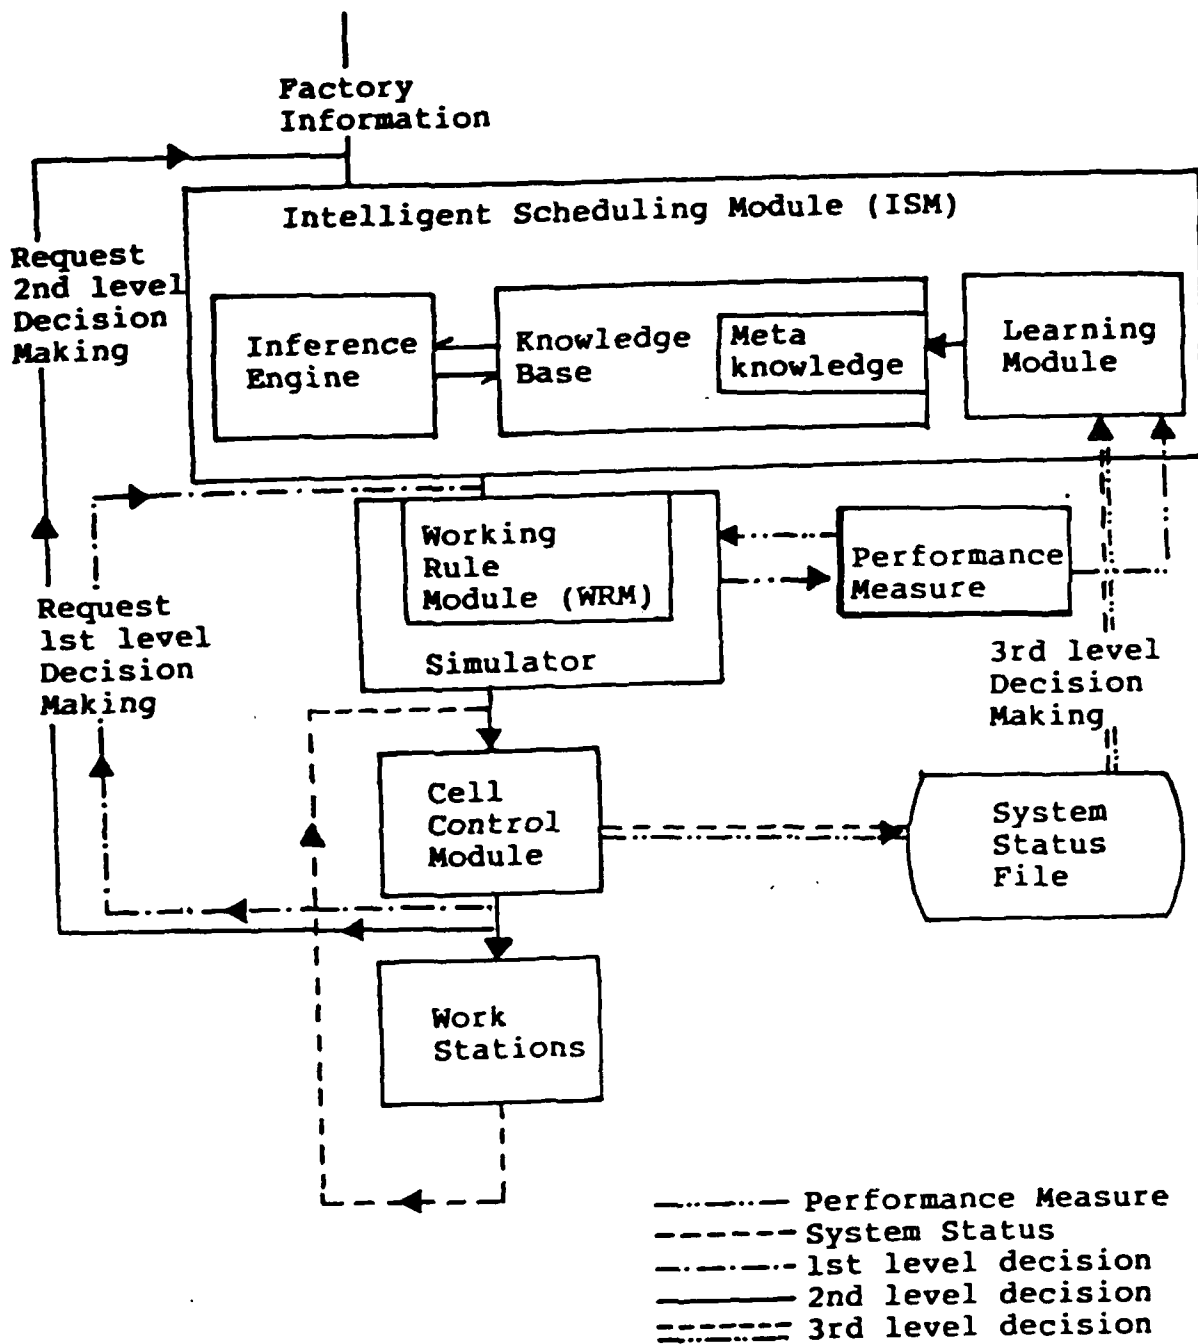 Factory
Information
Intelligent Scheduling Module (ISM)
Request
2nd level
Decision
Making
Inference
Engine
Knowledge
Base
Meta
knowledge
Learning
Module
Working
Rule
Module (WRM)
Simulator
Performance
Measure
Request
1st level
Decision
Making
3rd level
Decision
Making
Cell
Control
Module
System
Status
File
Work
Stations
Performance Measure
System Status
1st level decision
2nd level decision
3rd level decision